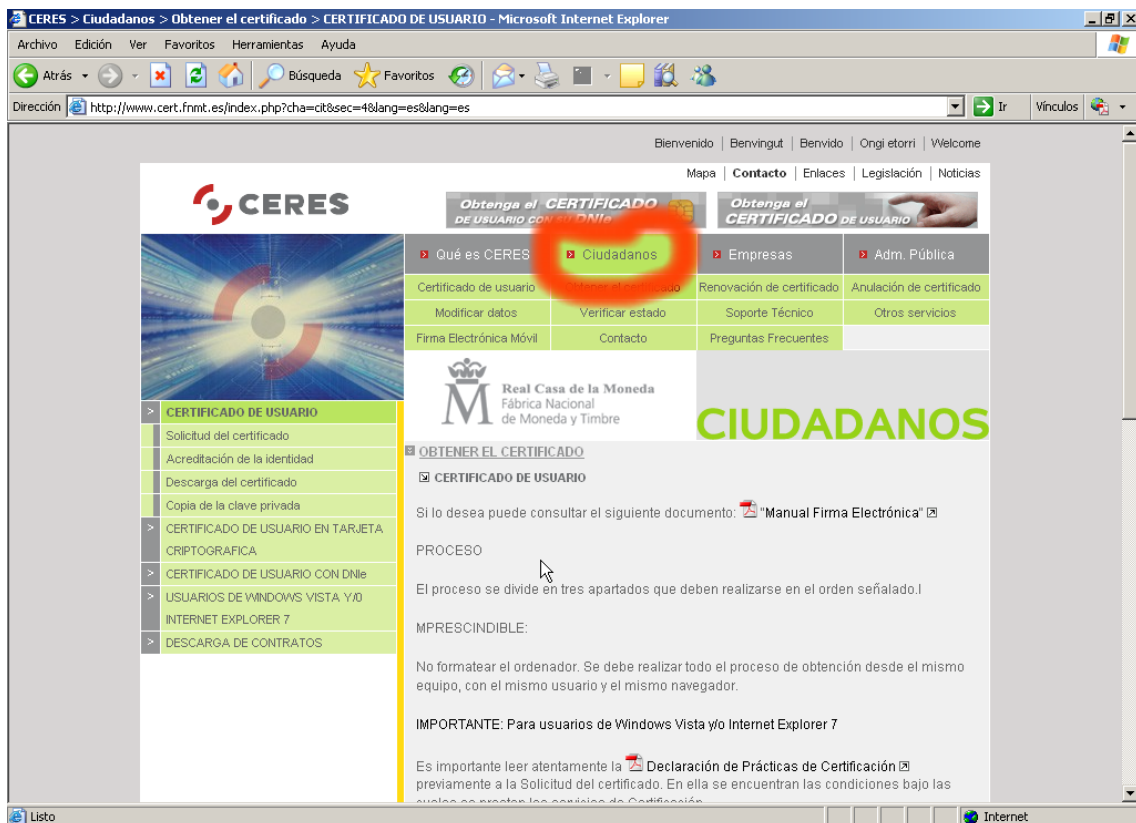 CERES > Ciudadanos > Obtener el certificado > CERTIFICADO DE USUARIO - Microsoft Internet Explorer
Archivo Edición Ver Favoritos Herramientas Ayuda
Atrás Búsqueda Favoritos
Dirección http://www.cert.fnmt.es/index.php?cha=cit&sec=4&lang=es&lang=es Ir Vínculos
Bienvenido | Benvingut | Benvido | Ongi etorri | Welcome
Mapa | Contacto | Enlaces | Legislación | Noticias
CERES
Obtenga el CERTIFICADO
DE USUARIO CON SU DNIe
Obtenga el
CERTIFICADO DE USUARIO
Qué es CERES Ciudadanos Empresas Adm. Pública
Certificado de usuario Obtener el certificado Renovación de certificado Anulación de certificado
Modificar datos Verificar estado Soporte Técnico Otros servicios
Firma Electrónica Móvil Contacto Preguntas Frecuentes
Real Casa de la Moneda
Fábrica Nacional
de Moneda y Timbre
CIUDADANOS
> CERTIFICADO DE USUARIO
Solicitud del certificado
Acreditación de la identidad
Descarga del certificado
Copia de la clave privada
> CERTIFICADO DE USUARIO EN TARJETA
CRIPTOGRAFICA
> CERTIFICADO DE USUARIO CON DNIe
> USUARIOS DE WINDOWS VISTA Y/0
INTERNET EXPLORER 7
> DESCARGA DE CONTRATOS
OBTENER EL CERTIFICADO
CERTIFICADO DE USUARIO
Si lo desea puede consultar el siguiente documento: "Manual Firma Electrónica"
PROCESO
El proceso se divide en tres apartados que deben realizarse en el orden señalado.I
MPRESCINDIBLE:
No formatear el ordenador. Se debe realizar todo el proceso de obtención desde el mismo
equipo, con el mismo usuario y el mismo navegador.
IMPORTANTE: Para usuarios de Windows Vista y/o Internet Explorer 7
Es importante leer atentamente la Declaración de Prácticas de Certificación
previamente a la Solicitud del certificado. En ella se encuentran las condiciones bajo las
cuales se prestan los servicios de Certificación
Listo Internet